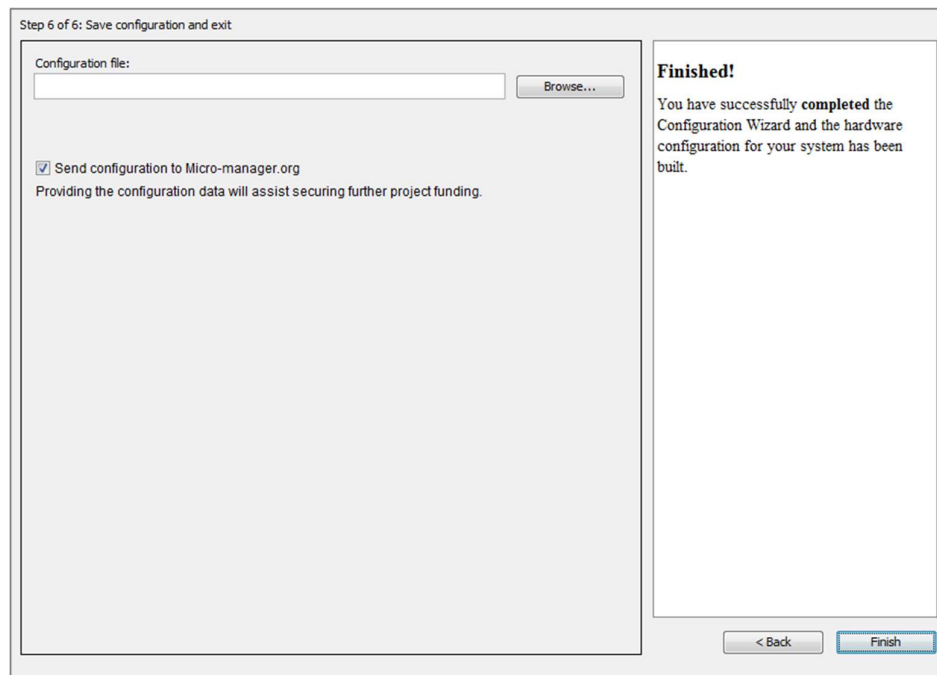 Step 6 of 6: Save configuration and exit
Configuration file:
Browse...
Send configuration to Micro-manager.org
Providing the configuration data will assist securing further project funding.
Finished!
You have successfully completed the
Configuration Wizard and the hardware
configuration for your system has been
built.
< Back
Finish